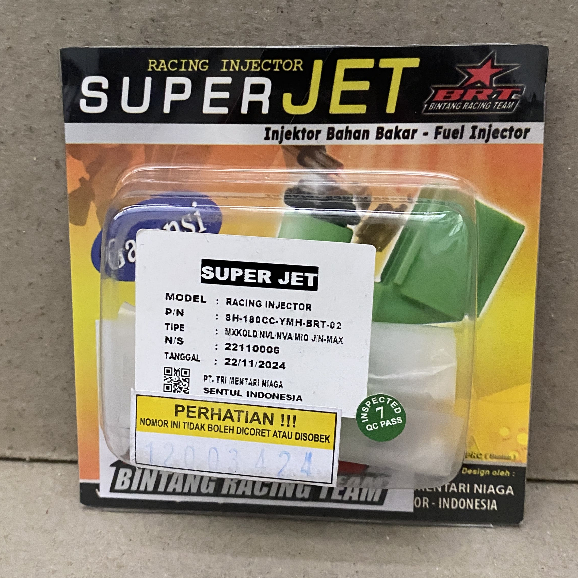 RACING INJECTOR
SUPER JET
BRT
BINTANG RACING TEAM
Injektor Bahan Bakar - Fuel Injector
Garansi
SUPER JET
MODEL : RACING INJECTOR
P/N : SH-180CC-YMH-BRT-02
TIPE : MXKOLD/NVL/NVA/MIO J/N-MAX
N/S : 22110006
TANGGAL : 22/11/2024
PT. TRI MENTARI NIAGA
SENTUL INDONESIA
INSPECTED
7
QC PASS
PERHATIAN !!!
NOMOR INI TIDAK BOLEH DICORET ATAU DISOBEK
12003424
BINTANG RACING TEAM
Design oleh :
MENTARI NIAGA
OR - INDONESIA